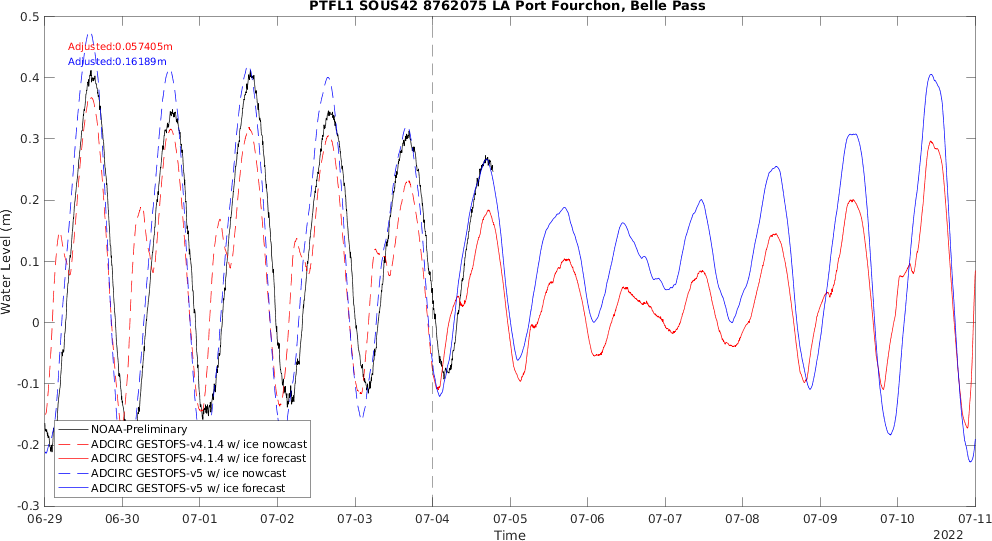 PTFL1 SOUS42 8762075 LA Port Fourchon, Belle Pass
0.5
Adjusted:0.057405m
Adjusted:0.16189m
0.4
0.3
0.2
0.1
0
-0.1
-0.2
-0.3
Water Level (m)
NOAA-Preliminary
ADCIRC GESTOFS-v4.1.4 w/ ice nowcast
ADCIRC GESTOFS-v4.1.4 w/ ice forecast
ADCIRC GESTOFS-v5 w/ ice nowcast
ADCIRC GESTOFS-v5 w/ ice forecast
06-29 06-30 07-01 07-02 07-03 07-04 07-05 07-06 07-07 07-08 07-09 07-10 07-11
Time
2022